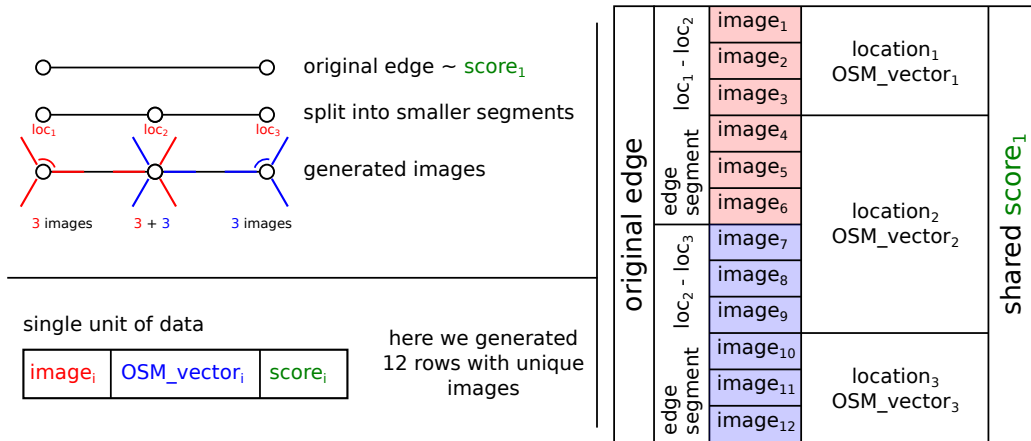 original edge ~ score₁
split into smaller segments
loc₁
loc₂
loc₃
generated images
3 images
3 + 3
3 images
single unit of data
image_i
OSM_vector_i
score_i
here we generated
12 rows with unique
images
original edge
loc₁ - loc₂
edge
segment
loc₂ - loc₃
edge
segment
image₁
image₂
image₃
image₄
image₅
image₆
image₇
image₈
image₉
image₁₀
image₁₁
image₁₂
location₁
OSM_vector₁
location₂
OSM_vector₂
location₃
OSM_vector₃
shared score₁